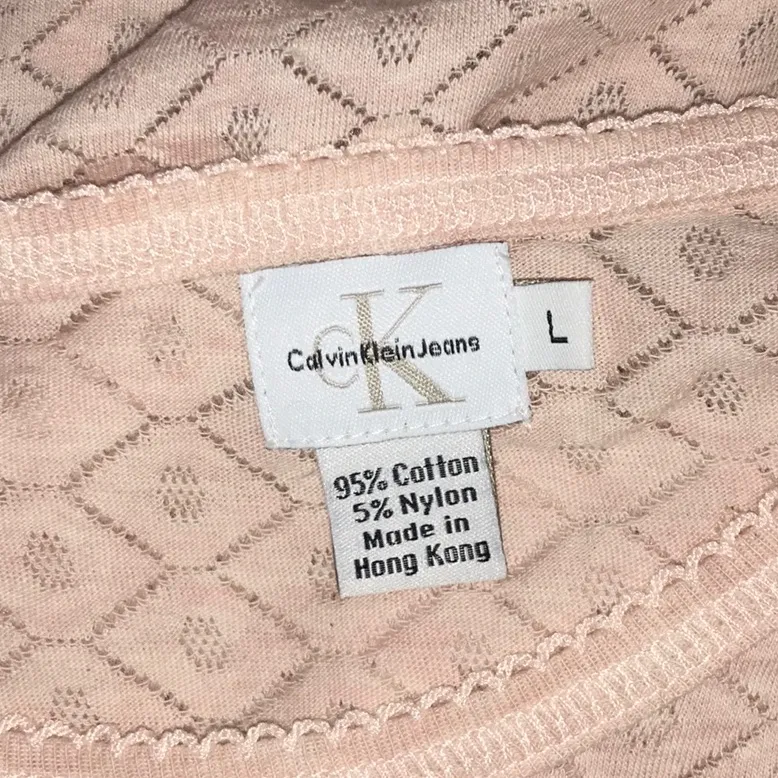 CK
CalvinKleinJeans
L
95% Cotton
5% Nylon
Made in
Hong Kong